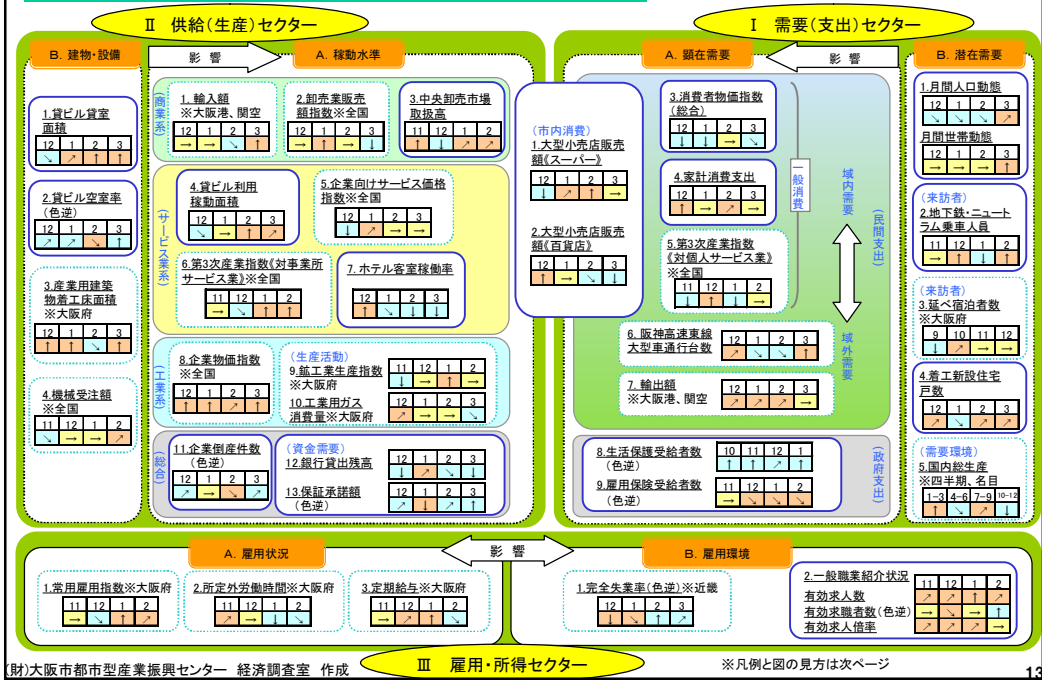 Ⅱ 供給(生産)セクター
B. 建物・設備
影 響
A. 稼動水準
1.貸ビル貸室
面積
12 1 2 3
↘ ↗ ↑ ↑
2.貸ビル空室率
(色逆)
12 1 2 3
↗ ↗ ↘ ↑
3.産業用建築
物着工床面積
※大阪府
12 1 2 3
↑ ↑ ↘ ↑
4.機械受注額
※全国
11 12 1 2
↘ → → ↗
(商業系)
1. 輸入額
※大阪港、関空
12 1 2 3
→ → ↘ ↑
2.卸売業販売
額指数※全国
12 1 2 3
→ ↑ → ↓
3.中央卸売市場
取扱高
11 12 1 2
↑ ↓ ↗ ↗
(サービス業系)
4.貸ビル利用
稼動面積
12 1 2 3
↘ → ↑ ↗
5.企業向けサービス価格
指数※全国
12 1 2 3
↓ ↗ → →
6.第3次産業指数《対事業所
サービス業》※全国
11 12 1 2
→ ↘ ↑ ↑
7. ホテル客室稼働率
12 1 2 3
↑ ↘ ↓ ↓
(工業系)
8.企業物価指数
※全国
12 1 2 3
↑ ↑ ↗ ↑
(生産活動)
9.鉱工業生産指数
※大阪府
11 12 1 2
↓ → ↑ →
10.工業用ガス
消費量※大阪府
12 1 2 3
↗ → → ↘
(総合)
11.企業倒産件数
(色逆)
12 1 2 3
↗ → ↘ ↗
(資金需要)
12.銀行貸出残高
12 1 2 3
↓ ↗ ↘ ↓
13.保証承諾額
(色逆)
12 1 2 3
↗ ↓ ↗ ↑
Ⅰ 需要(支出)セクター
A. 顕在需要
影 響
B. 潜在需要
(市内消費)
1.大型小売店販売
額《スーパー》
12 1 2 3
↓ ↗ ↑ →
2.大型小売店販売
額《百貨店》
12 1 2 3
↑ → ↘ ↓
3.消費者物価指数
(総合)
12 1 2 3
↓ ↓ → ↘
4.家計消費支出
12 1 2 3
→ ↑ → ↗
5.第3次産業指数
《対個人サービス業》
※全国
11 12 1 2
↓ ↑ ↓ →
一般消費
域内需要
域外需要
(民間支出)
6. 阪神高速東線
大型車通行台数
12 1 2 3
↗ ↘ ↘ ↑
7. 輸出額
※大阪港、関空
12 1 2 3
↗ ↗ ↗ →
(政府支出)
8.生活保護受給者数
(色逆)
10 11 12 1
↑ ↑ ↗ ↑
9.雇用保険受給者数
(色逆)
11 12 1 2
→ ↘ ↘ ↘
1.月間人口動態
12 1 2 3
↘ ↘ ↘ ↗
月間世帯動態
12 1 2 3
→ → → ↑
(来訪者)
2.地下鉄・ニュート
ラム乗車人員
11 12 1 2
→ ↑ ↓ ↑
(来訪者)
3.延べ宿泊者数
※大阪府
9 10 11 12
↓ ↗ → →
4.着工新設住宅
戸数
12 1 2 3
↗ ↘ ↗ ↗
(需要環境)
5.国内総生産
※四半期、名目
1-3 4-6 7-9 10-12
↑ ↘ ↗ ↓
A. 雇用状況
影 響
B. 雇用環境
1.常用雇用指数※大阪府
11 12 1 2
→ ↓ ↑ ↗
2.所定外労働時間※大阪府
11 12 1 2
↗ → ↓ ↘
3.定期給与※大阪府
11 12 1 2
→ ↗ ↑ ↘
1.完全失業率(色逆)※近畿
12 1 2 3
↗ ↘ ↑ ↗
2.一般職業紹介状況
11 12 1 2
有効求人数
↗ ↗ ↑ ↗
有効求職者数(色逆)
→ ↘ → ↑
有効求人倍率
↗ ↗ ↗ →
Ⅲ 雇用・所得セクター
(財)大阪市都市型産業振興センター 経済調査室 作成
※凡例と図の見方は次ページ
13